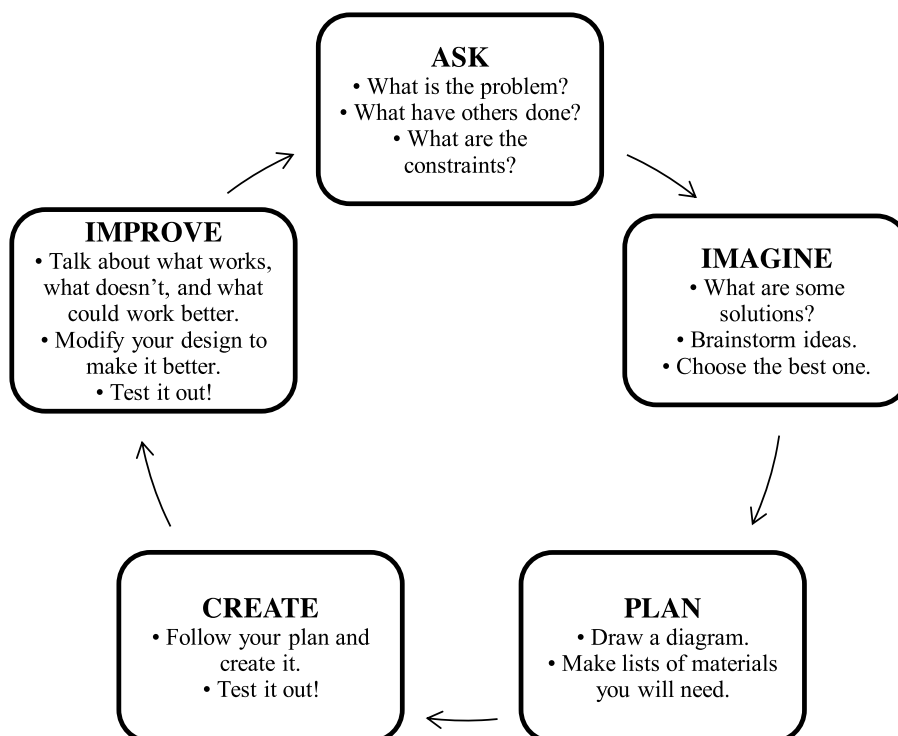 ASK
• What is the problem?
• What have others done?
• What are the
constraints?
IMAGINE
• What are some
solutions?
• Brainstorm ideas.
• Choose the best one.
PLAN
• Draw a diagram.
• Make lists of materials
you will need.
CREATE
• Follow your plan and
create it.
• Test it out!
IMPROVE
• Talk about what works,
what doesn’t, and what
could work better.
• Modify your design to
make it better.
• Test it out!